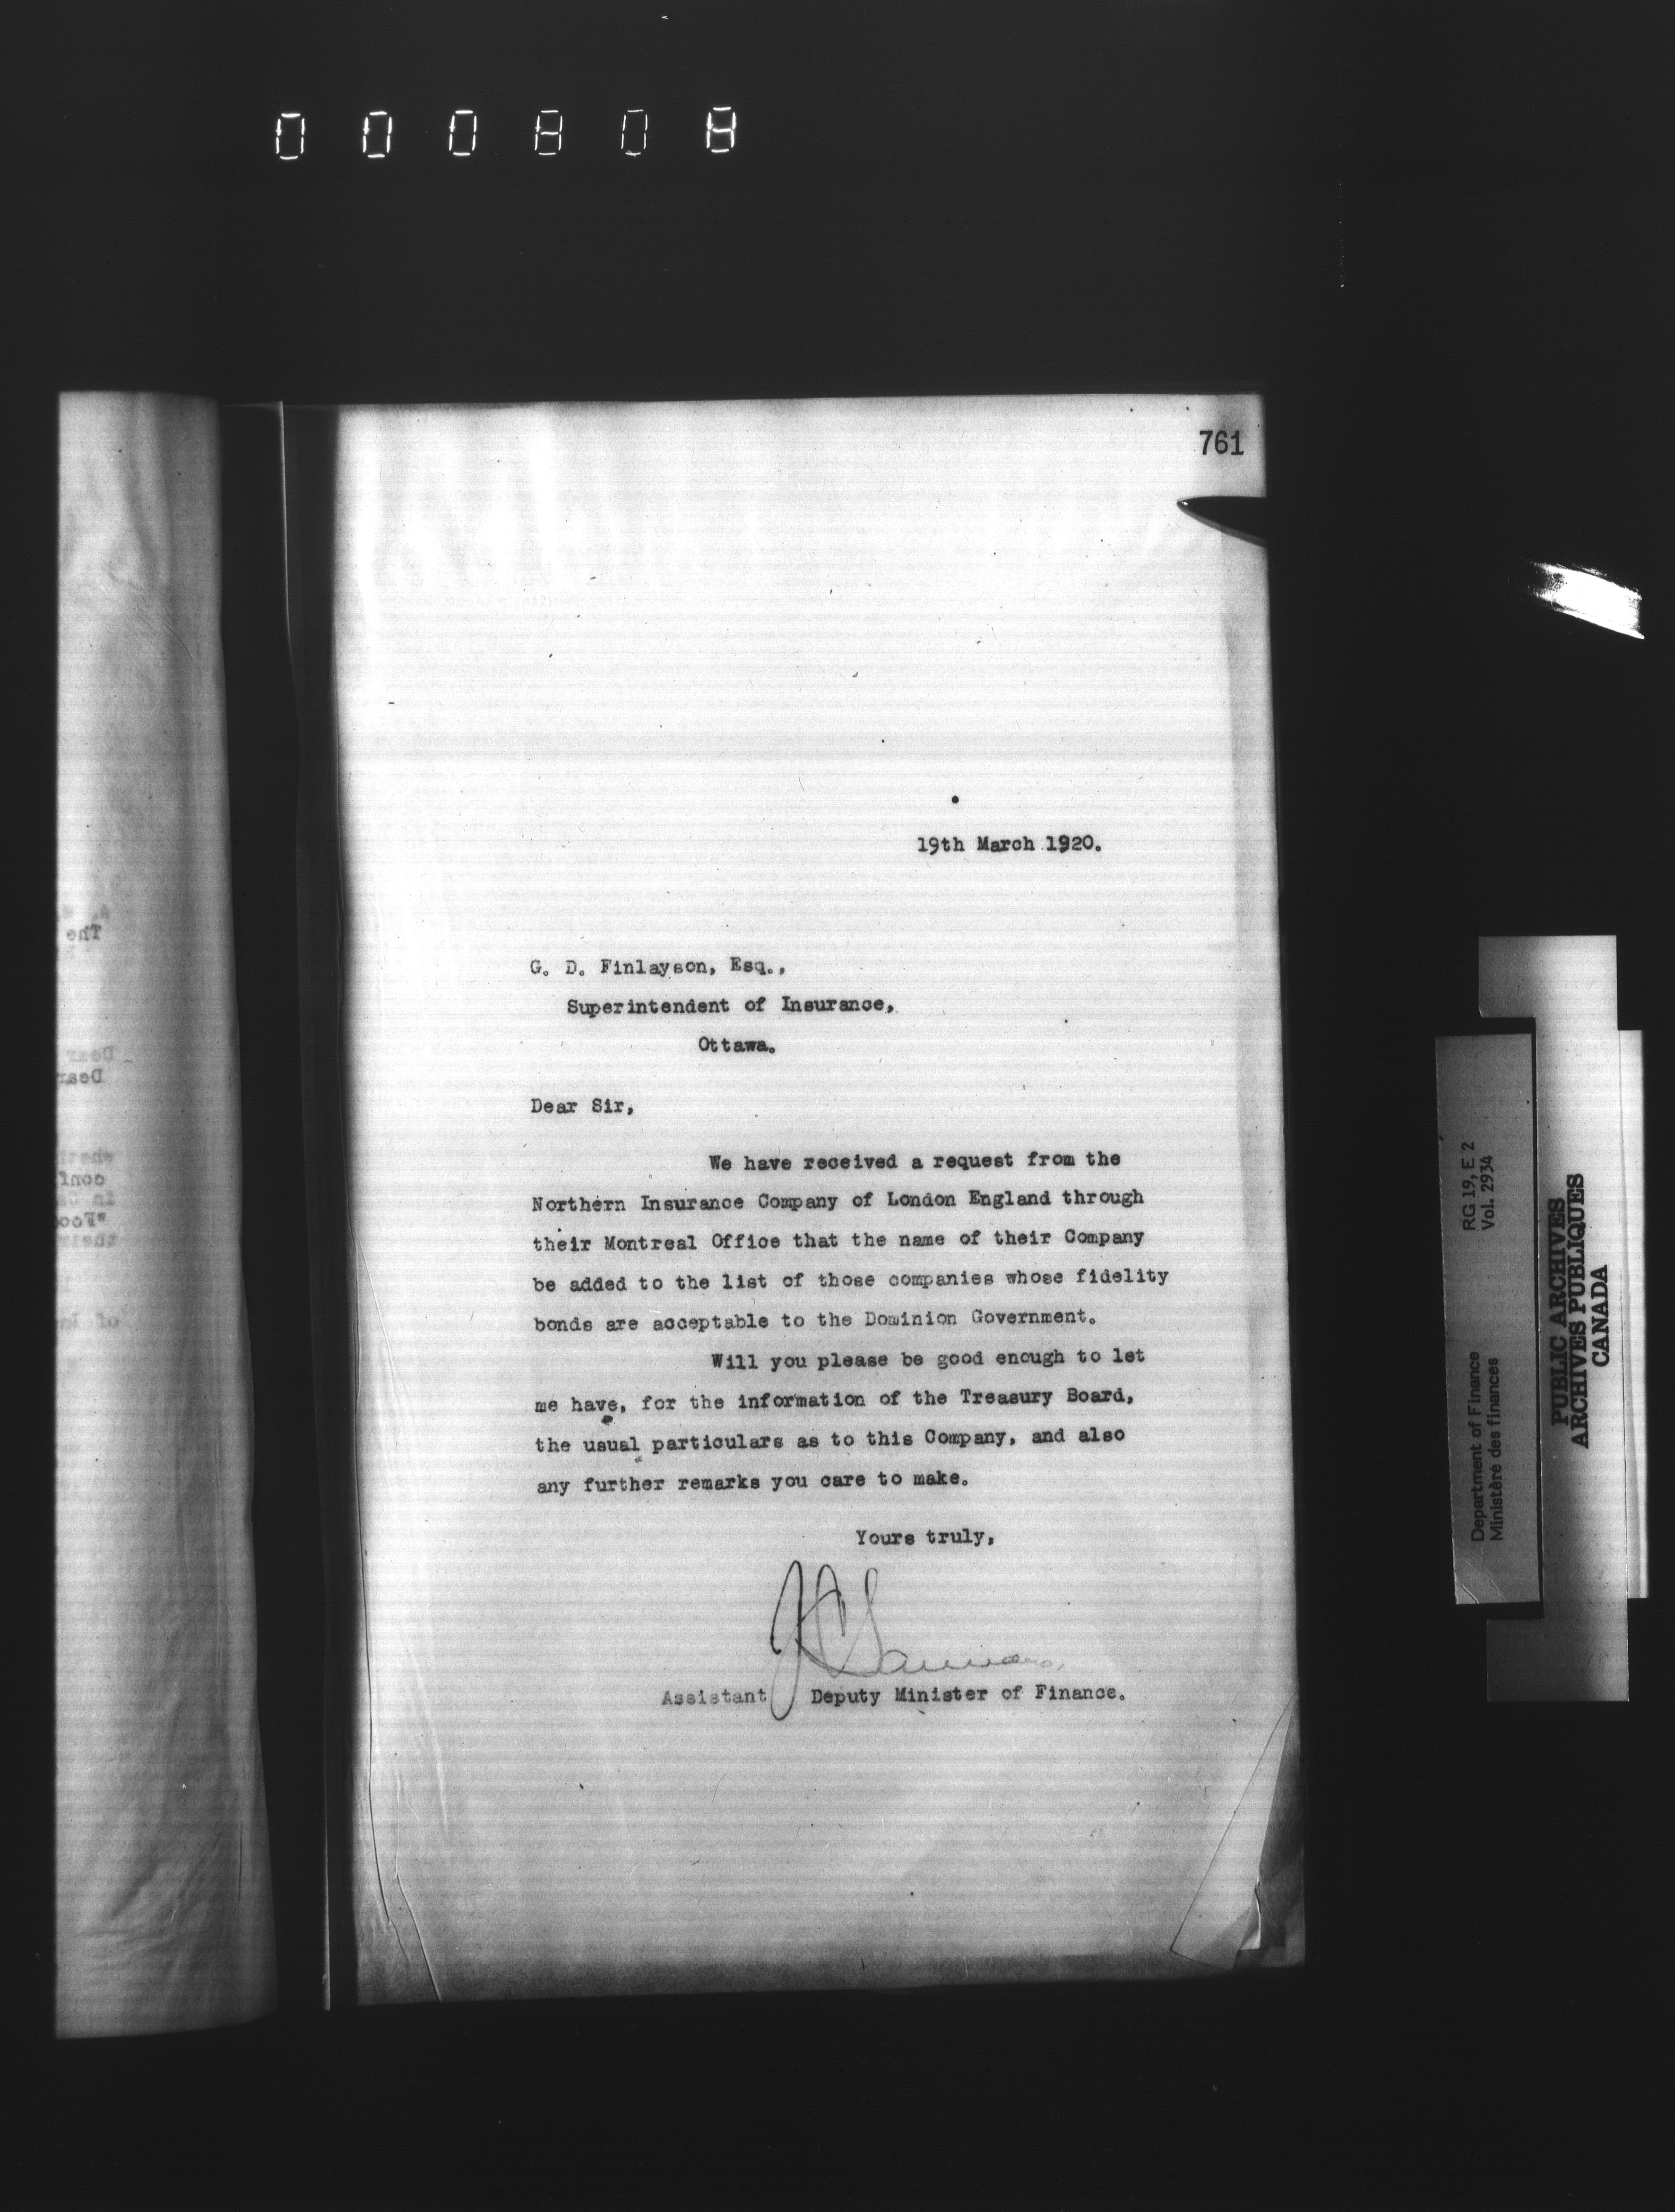 000808
761
19th March 1920.
G. D. Finlayson, Esq.,
Superintendent of Insurance,
Ottawa.
Dear Sir,
We have received a request from the
Northern Insurance Company of London England through
their Montreal Office that the name of their Company
be added to the list of those companies whose fidelity
bonds are acceptable to the Dominion Government.
Will you please be good enough to let
me have, for the information of the Treasury Board,
the usual particulars as to this Company, and also
any further remarks you care to make.
Yours truly,
Assistant Deputy Minister of Finance.
Department of Finance RG 19, E 2
Ministère des finances Vol. 2934
PUBLIC ARCHIVES
ARCHIVES PUBLIQUES
CANADA